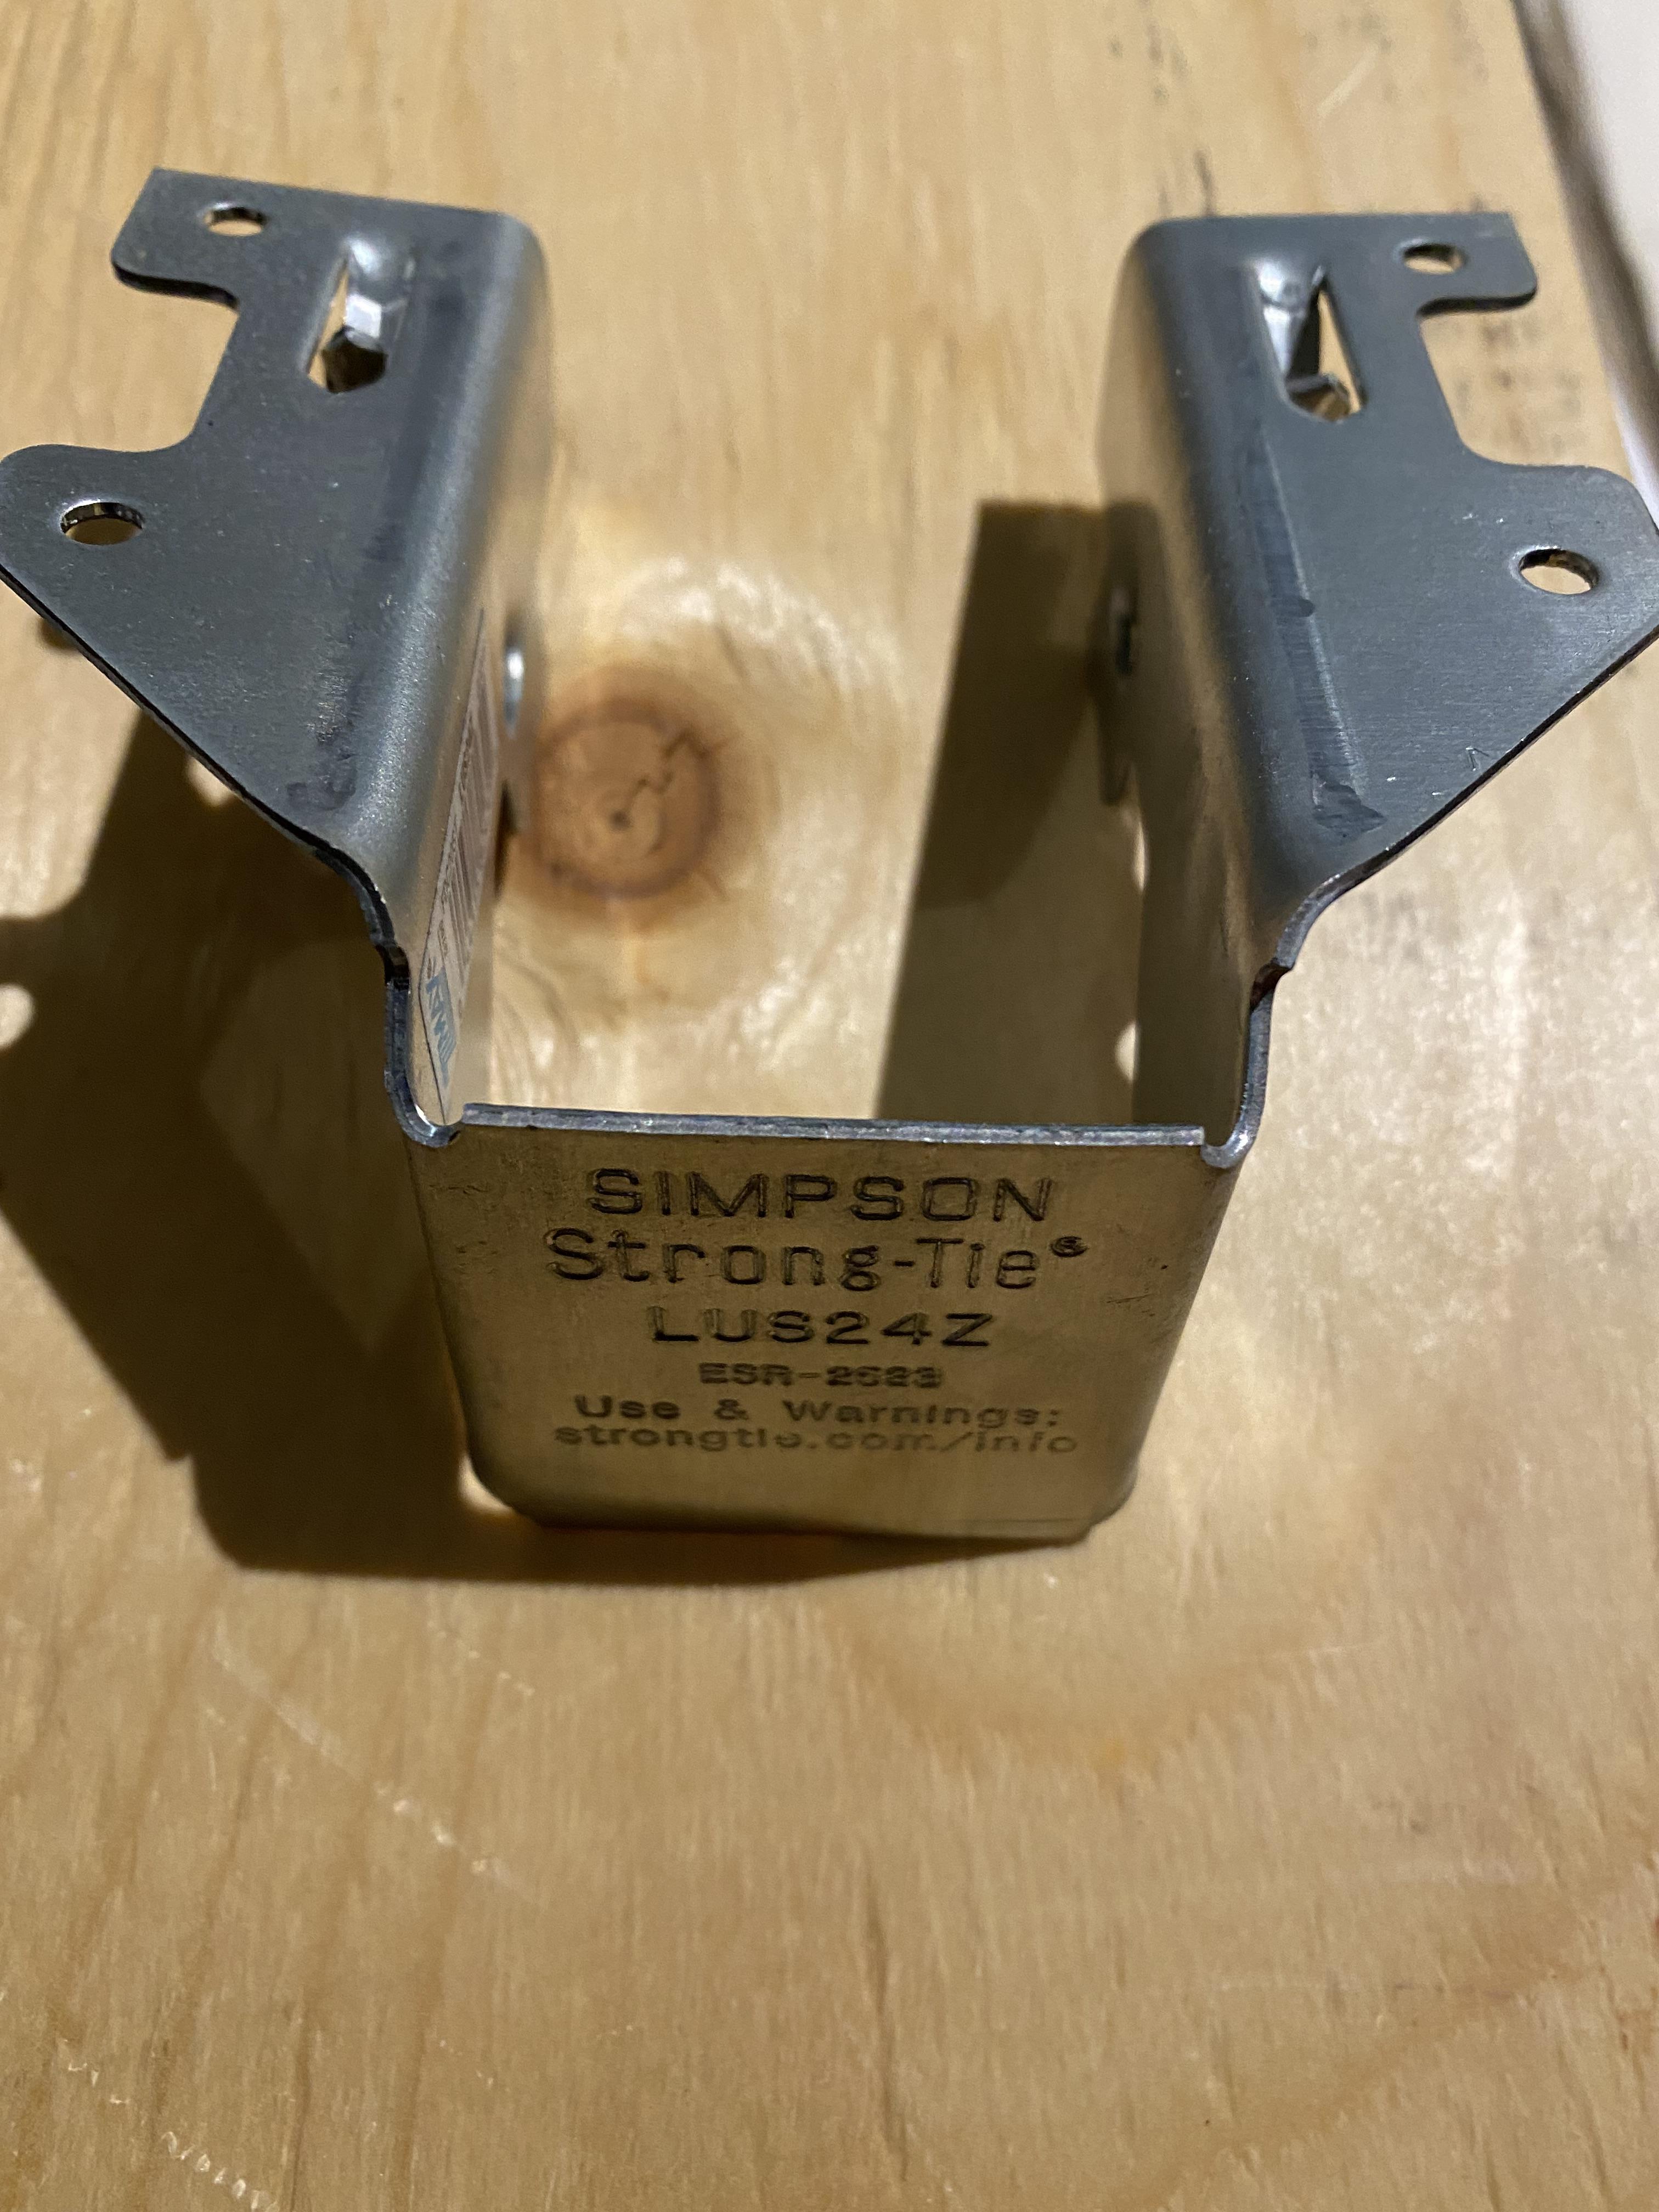 SIMPSON
Strong-Tie®
LUS24Z
ESR-2523
Use & Warnings:
strongtie.com/info